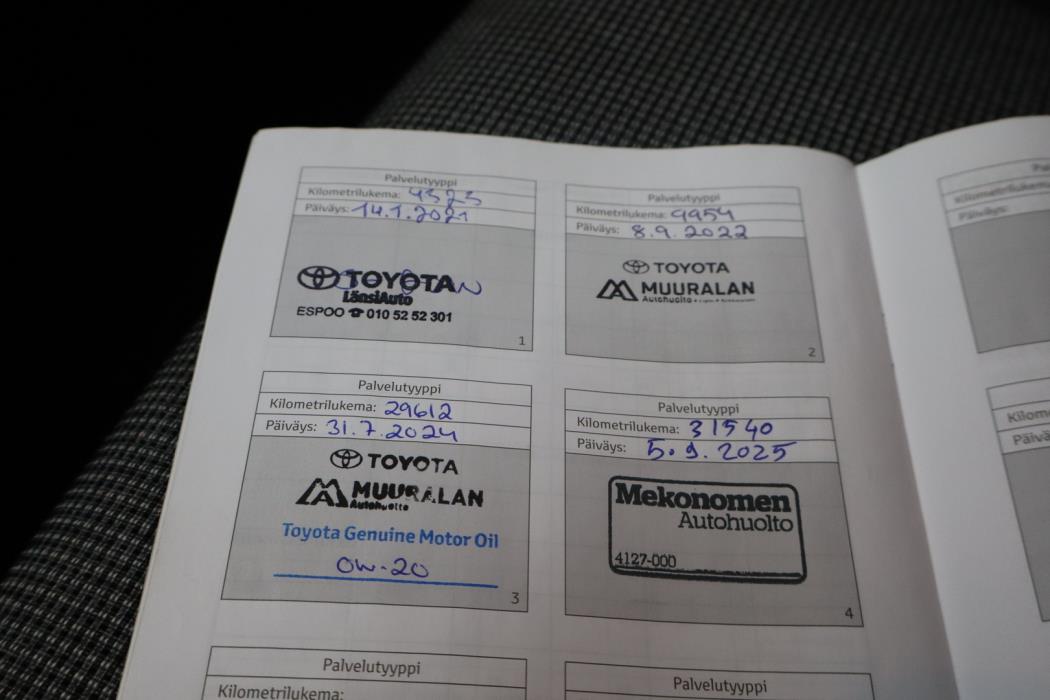 Palvelutyyppi
Kilometrilukema: 4323
Päiväys: 14.1.2021
TOYOTA
LänsiAuto
ESPOO ☎ 010 52 52 301
1
Palvelutyyppi
Kilometrilukema: 9954
Päiväys: 8.9.2022
TOYOTA
MUURALAN
Autohuolto
2
Palvelutyyppi
Kilometrilukema: 29612
Päiväys: 31.7.2024
TOYOTA
MUURALAN
Autohuolto
Toyota Genuine Motor Oil
0W-20
3
Palvelutyyppi
Kilometrilukema: 31540
Päiväys: 5.9.2025
Mekonomen
Autohuolto
4127-000
4
Palvelutyyppi
Kilometrilukema:
Palvelutyyppi